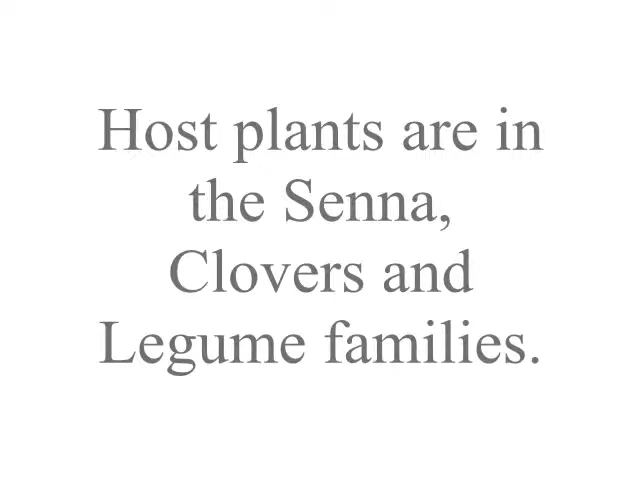 Host plants are in
the Senna,
Clovers and
Legume families.